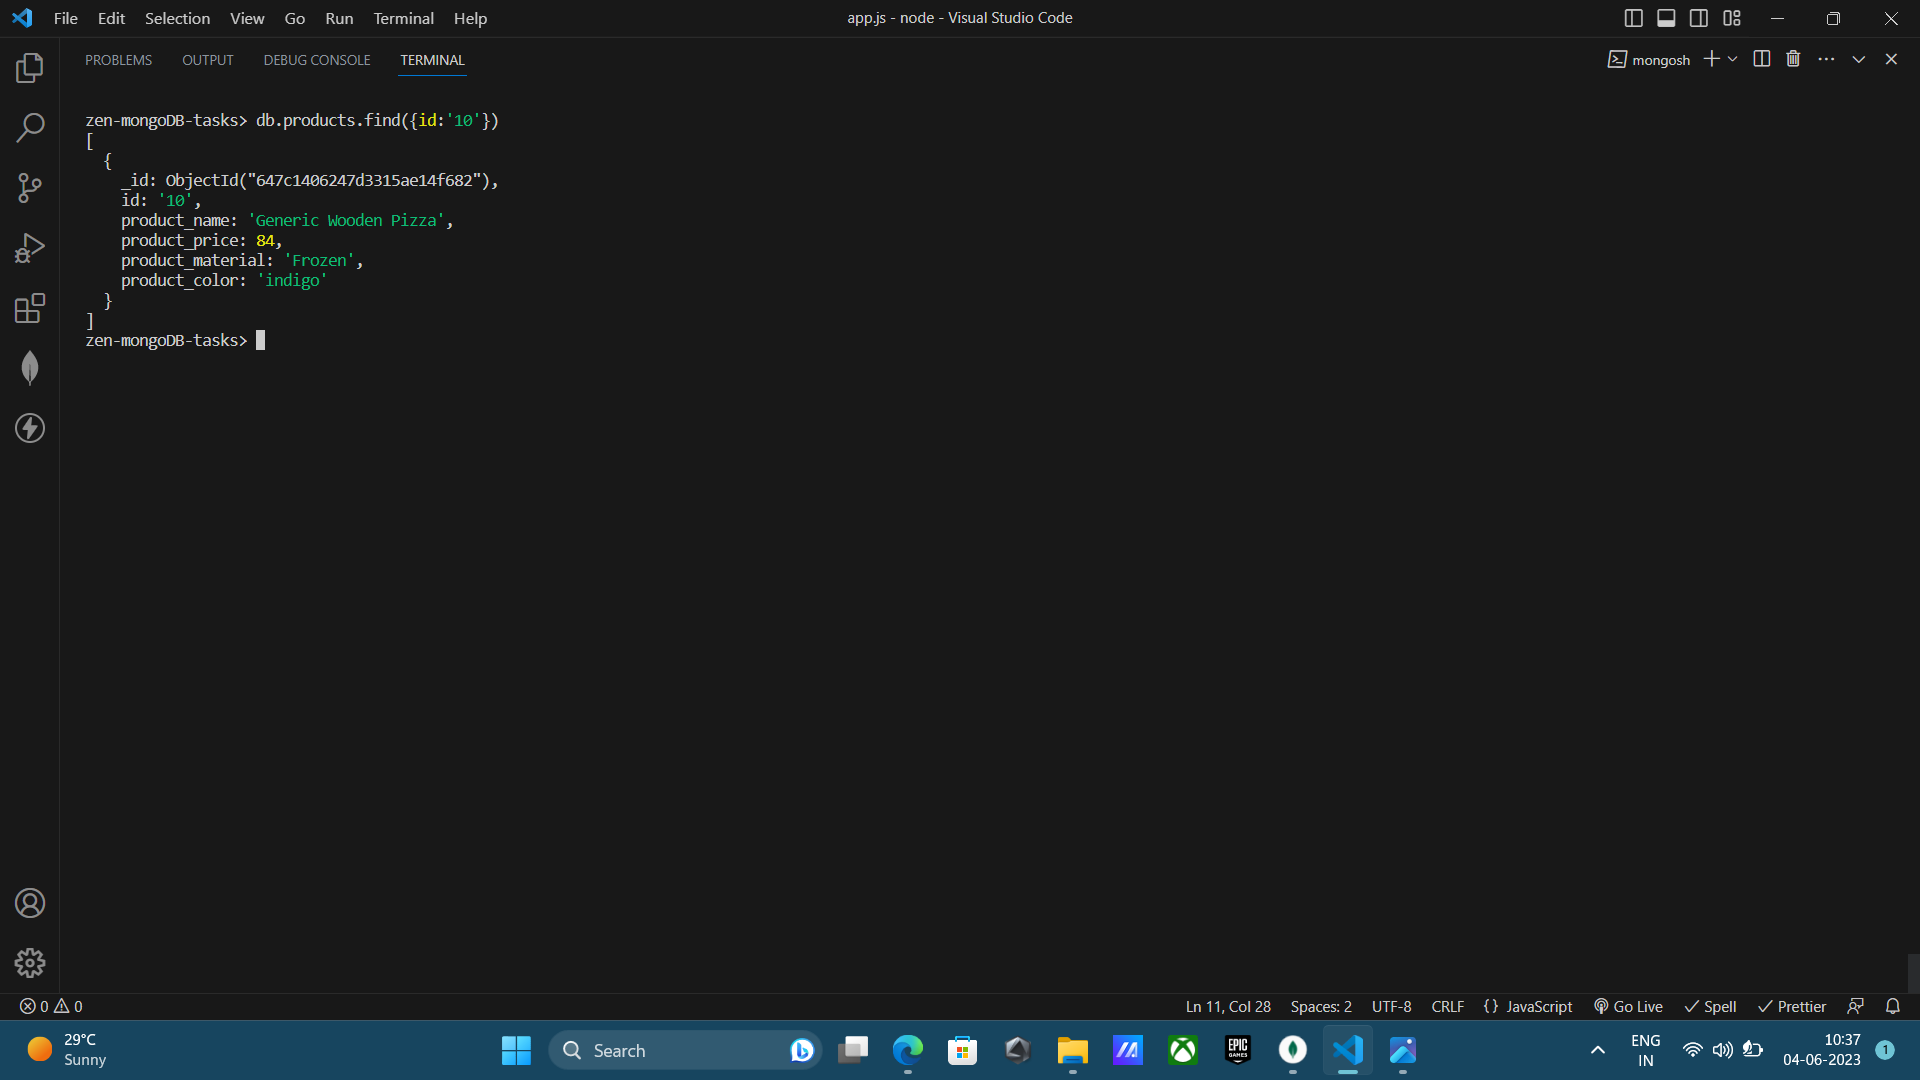 File Edit Selection View Go Run Terminal Help
app.js - node - Visual Studio Code
PROBLEMS OUTPUT DEBUG CONSOLE TERMINAL
mongosh
zen-mongoDB-tasks> db.products.find({id:'10'})
[
  {
    _id: ObjectId("647c1406247d3315ae14f682"),
    id: '10',
    product_name: 'Generic Wooden Pizza',
    product_price: 84,
    product_material: 'Frozen',
    product_color: 'indigo'
  }
]
zen-mongoDB-tasks>
0 0
Ln 11, Col 28 Spaces: 2 UTF-8 CRLF {} JavaScript Go Live Spell Prettier
29°C
Sunny
Search
EPIC
GAMES
ENG
IN
10:37
04-06-2023
1